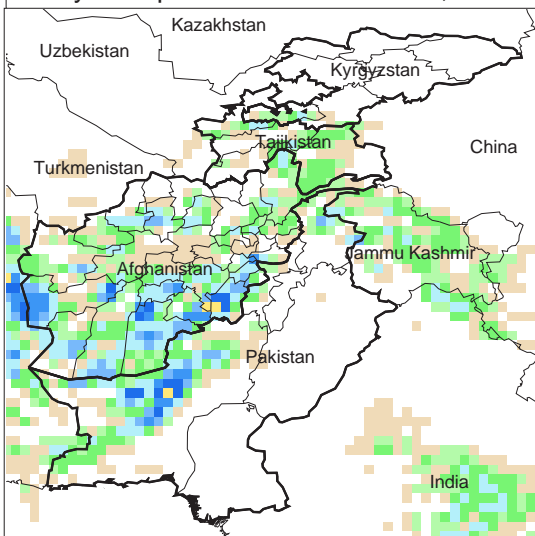 Kazakhstan
Uzbekistan
Kyrgyzstan
Tajikistan
China
Turkmenistan
Jammu Kashmir
Afghanistan
Pakistan
India